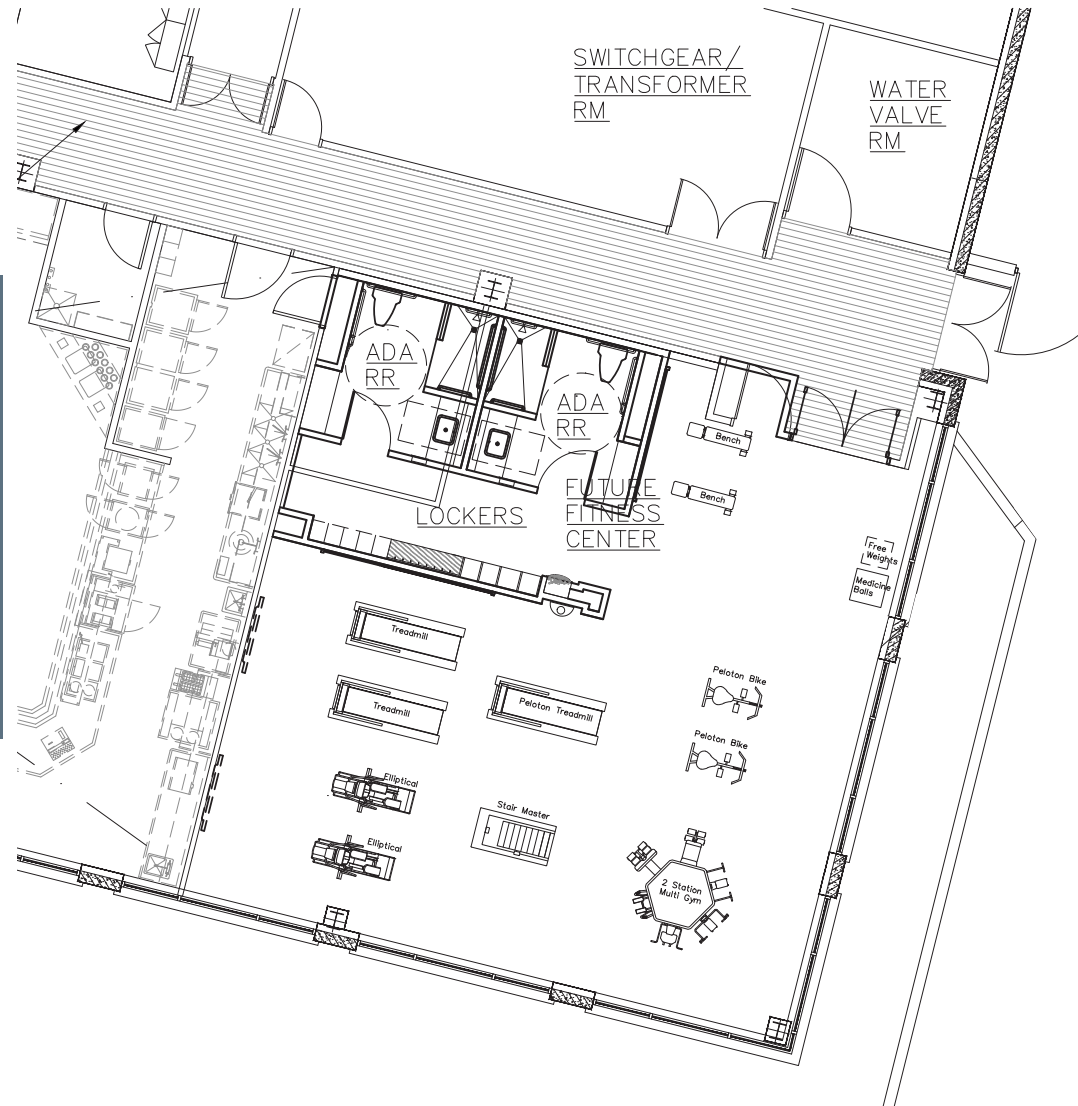 SWITCHGEAR/
TRANSFORMER
RM
WATER
VALVE
RM
ADA
RR
ADA
RR
Bench
Bench
LOCKERS
FUTURE
FITNESS
CENTER
Free
Weights
Medicine
Balls
Treadmill
Treadmill
Peloton Treadmill
Peloton Bike
Peloton Bike
Elliptical
Elliptical
Stair Master
2 Station
Multi Gym